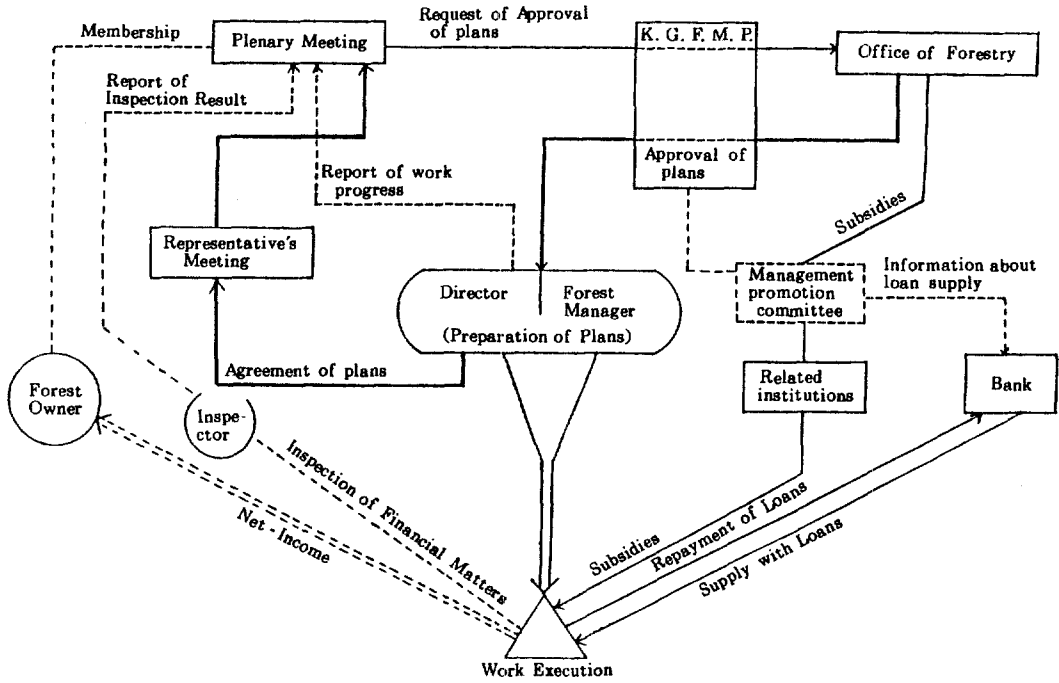 Membership
Plenary Meeting
Request of Approval
of plans
K. G. F. M. P.
Office of Forestry
Report of
Inspection Result
Approval of
plans
Report of work
progress
Subsidies
Representative's
Meeting
Director
Forest
Manager
(Preparation of Plans)
Management
promotion
committee
Information about
loan supply
Agreement of plans
Forest
Owner
Inspe-
ctor
Related
institutions
Bank
Inspection of Financial Matters
Net - Income
Subsidies
Repayment of Loans
Supply with Loans
Work Execution